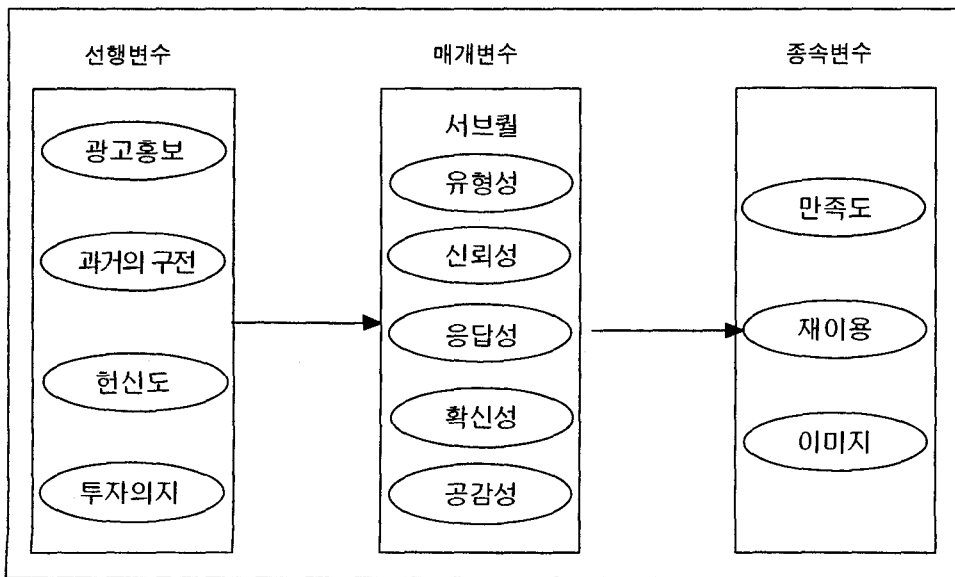 선행변수
광고홍보
과거의 구전
헌신도
투자의지
매개변수
서브퀄
유형성
신뢰성
응답성
확신성
공감성
종속변수
만족도
재이용
이미지